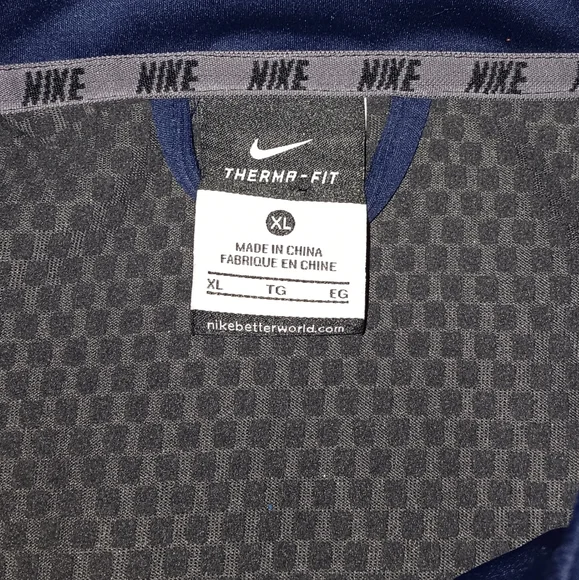 NIKE NIKE NIKE NIKE NIKE
THERMA-FIT
XL
MADE IN CHINA
FABRIQUE EN CHINE
XL TG EG
nikebetterworld.com